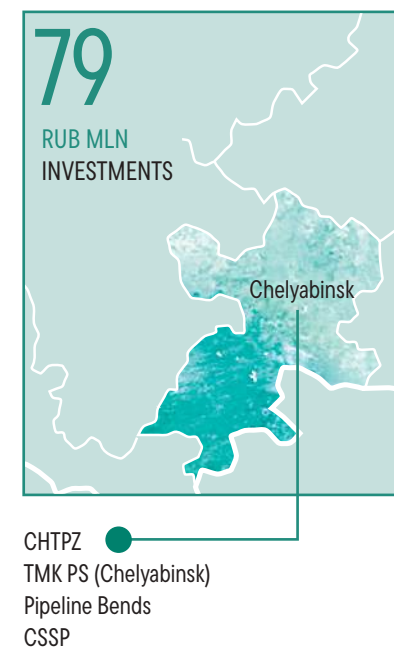 79
RUB MLN
INVESTMENTS
Chelyabinsk
CHTPZ
TMK PS (Chelyabinsk)
Pipeline Bends
CSSP